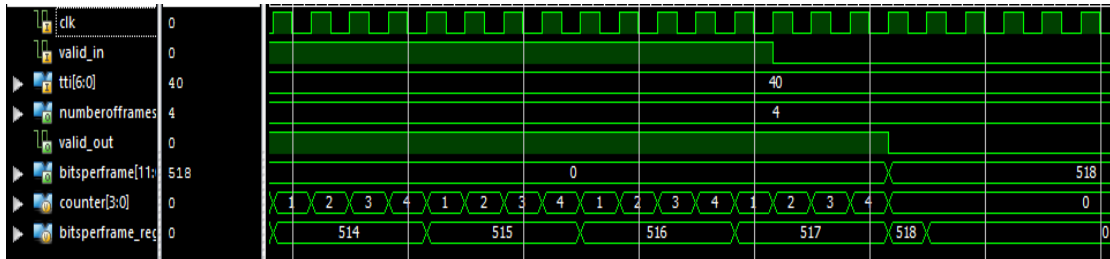 clk 0
valid_in 0
tti[6:0] 40 40
numberofframes 4 4
valid_out 0
bitsperframe[11: 518 0 518
counter[3:0] 0 1 2 3 4 1 2 3 4 1 2 3 4 1 2 3 4 0
bitsperframe_reg 0 514 515 516 517 518 0